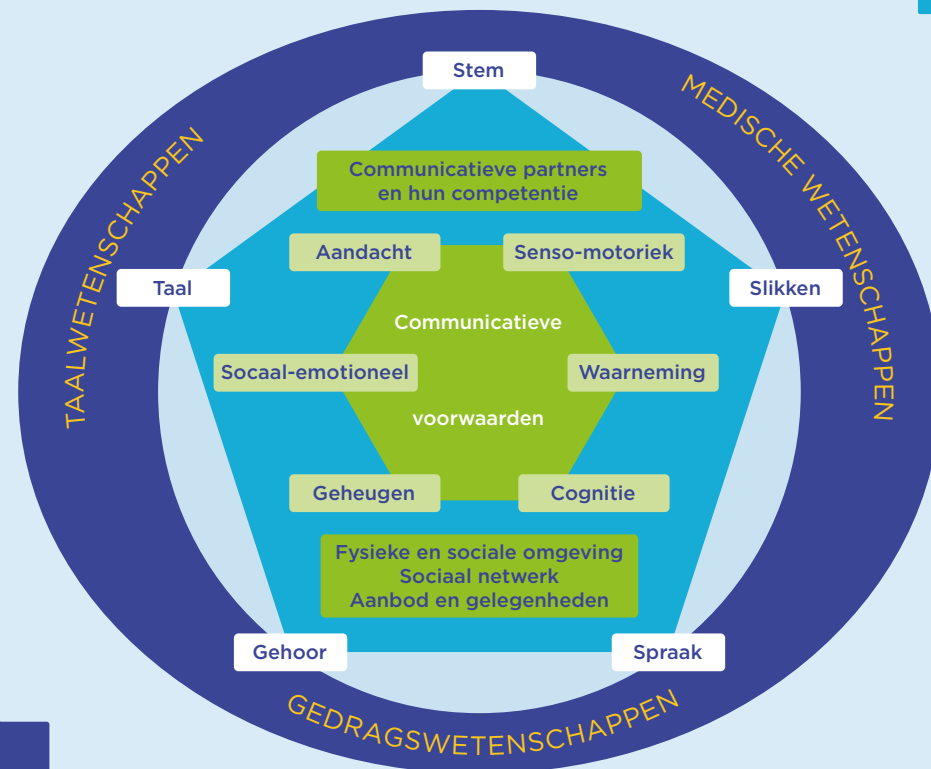 Stem
MEDISCHE WETENSCHAPPEN
TAALWETENSCHAPPEN
Communicatieve partners
en hun competentie
Aandacht
Senso-motoriek
Taal
Slikken
Communicatieve
Socaal-emotioneel
Waarneming
voorwaarden
Geheugen
Cognitie
Fysieke en sociale omgeving
Sociaal netwerk
Aanbod en gelegenheden
Gehoor
Spraak
GEDRAGSWETENSCHAPPEN